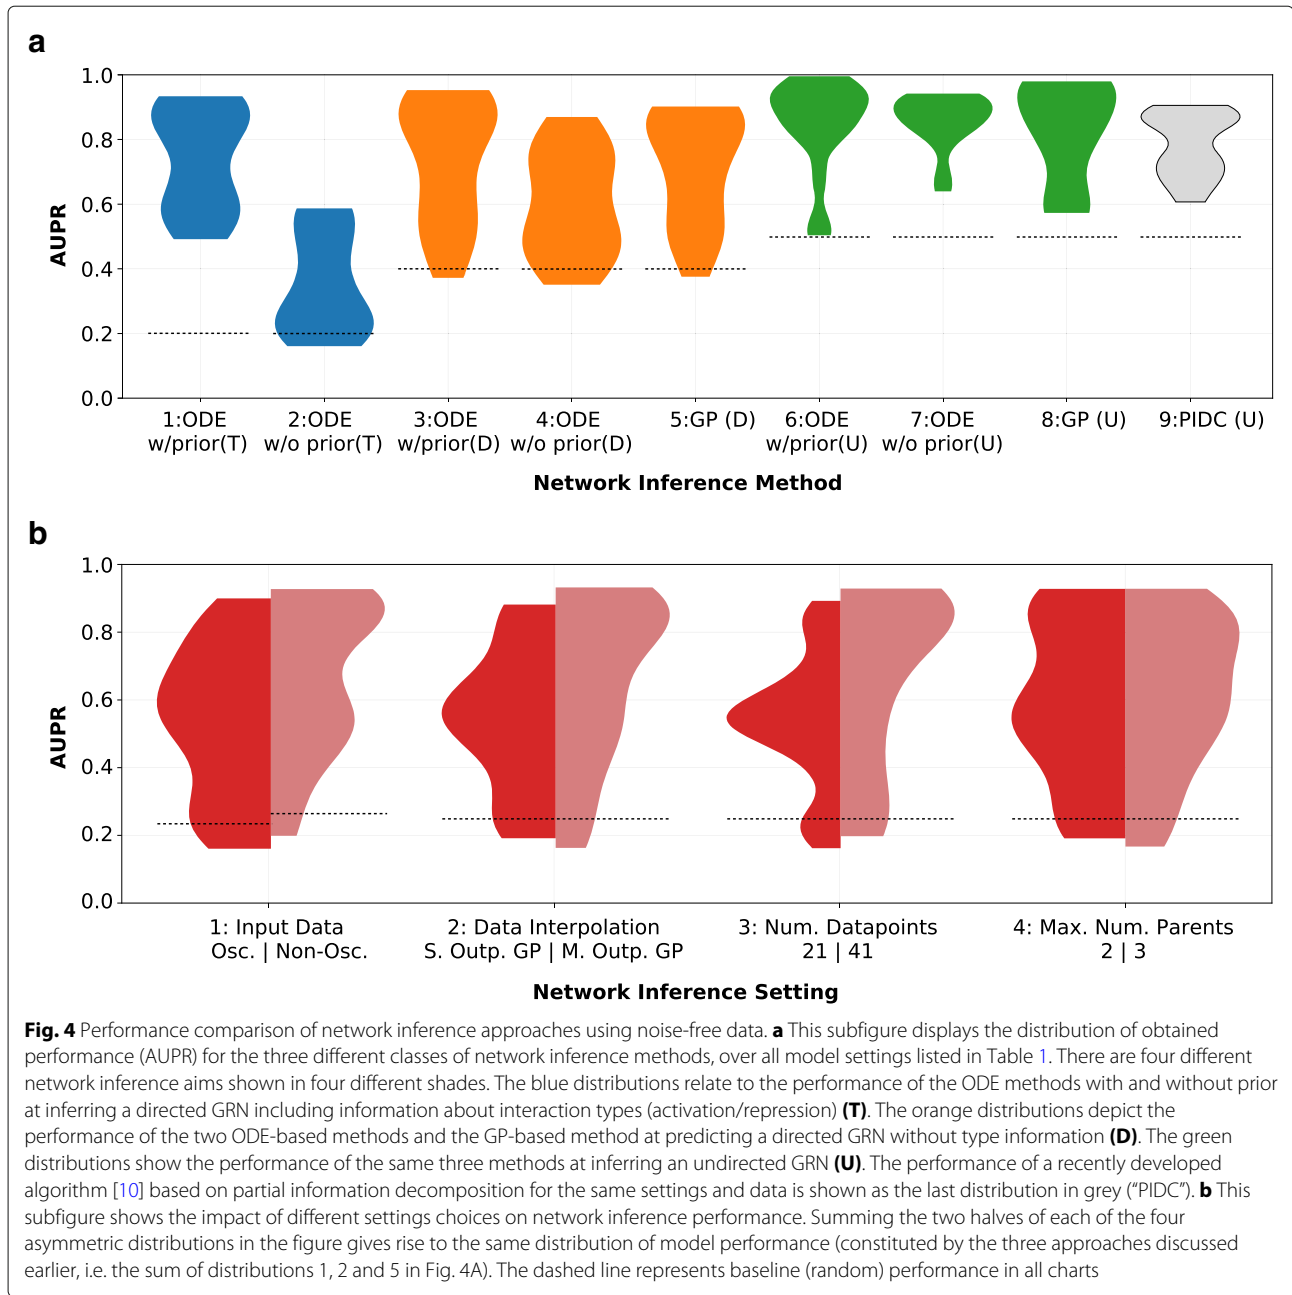 a
1.0
0.8
0.6
0.4
0.2
0.0
AUPR
1:ODE
w/prior(T)
2:ODE
w/o prior(T)
3:ODE
w/prior(D)
4:ODE
w/o prior(D)
5:GP (D)
6:ODE
w/prior(U)
7:ODE
w/o prior(U)
8:GP (U)
9:PIDC (U)
Network Inference Method
b
1.0
0.8
0.6
0.4
0.2
0.0
AUPR
1: Input Data
Osc. | Non-Osc.
2: Data Interpolation
S. Outp. GP | M. Outp. GP
3: Num. Datapoints
21 | 41
4: Max. Num. Parents
2 | 3
Network Inference Setting
Fig. 4 Performance comparison of network inference approaches using noise-free data. a This subfigure displays the distribution of obtained
performance (AUPR) for the three different classes of network inference methods, over all model settings listed in Table 1. There are four different
network inference aims shown in four different shades. The blue distributions relate to the performance of the ODE methods with and without prior
at inferring a directed GRN including information about interaction types (activation/repression) (T). The orange distributions depict the
performance of the two ODE-based methods and the GP-based method at predicting a directed GRN without type information (D). The green
distributions show the performance of the same three methods at inferring an undirected GRN (U). The performance of a recently developed
algorithm [10] based on partial information decomposition for the same settings and data is shown as the last distribution in grey (“PIDC”). b This
subfigure shows the impact of different settings choices on network inference performance. Summing the two halves of each of the four
asymmetric distributions in the figure gives rise to the same distribution of model performance (constituted by the three approaches discussed
earlier, i.e. the sum of distributions 1, 2 and 5 in Fig. 4A). The dashed line represents baseline (random) performance in all charts